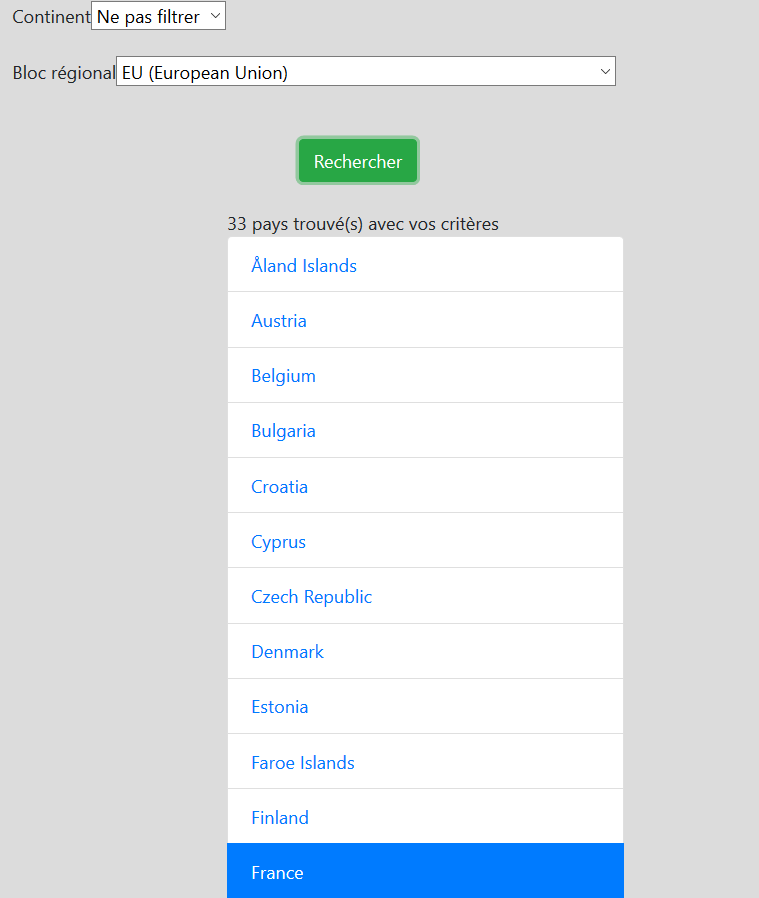 Continent Ne pas filtrer
Bloc régional EU (European Union)
Rechercher
33 pays trouvé(s) avec vos critères
Åland Islands
Austria
Belgium
Bulgaria
Croatia
Cyprus
Czech Republic
Denmark
Estonia
Faroe Islands
Finland
France